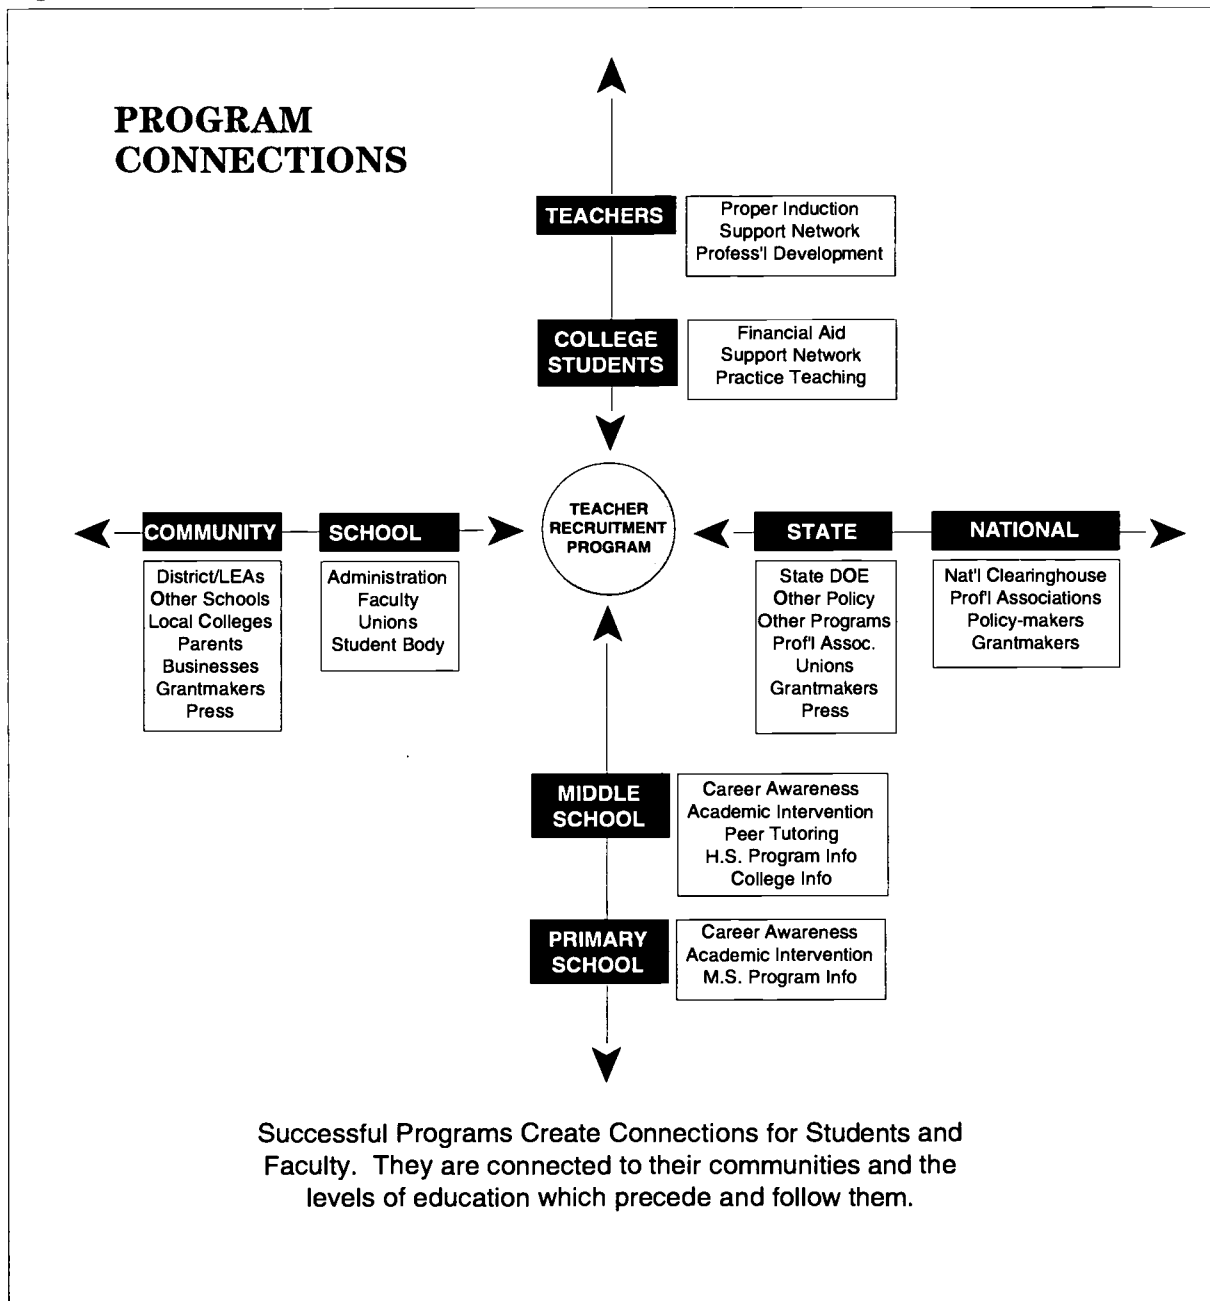 PROGRAM
CONNECTIONS
TEACHERS
Proper Induction
Support Network
Profess'l Development
COLLEGE
STUDENTS
Financial Aid
Support Network
Practice Teaching
TEACHER
RECRUITMENT
PROGRAM
COMMUNITY
District/LEAs
Other Schools
Local Colleges
Parents
Businesses
Grantmakers
Press
SCHOOL
Administration
Faculty
Unions
Student Body
STATE
State DOE
Other Policy
Other Programs
Prof'l Assoc.
Unions
Grantmakers
Press
NATIONAL
Nat'l Clearinghouse
Prof'l Associations
Policy-makers
Grantmakers
MIDDLE
SCHOOL
Career Awareness
Academic Intervention
Peer Tutoring
H.S. Program Info
College Info
PRIMARY
SCHOOL
Career Awareness
Academic Intervention
M.S. Program Info
Successful Programs Create Connections for Students and
Faculty. They are connected to their communities and the
levels of education which precede and follow them.